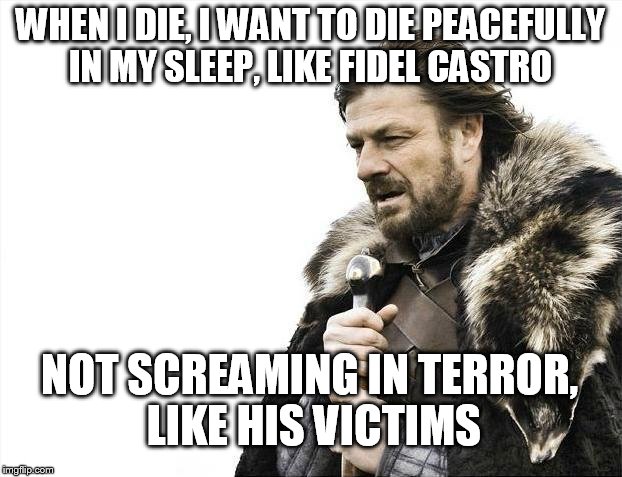 WHEN I DIE, I WANT TO DIE PEACEFULLY
IN MY SLEEP, LIKE FIDEL CASTRO
NOT SCREAMING IN TERROR,
LIKE HIS VICTIMS
imgflip.com